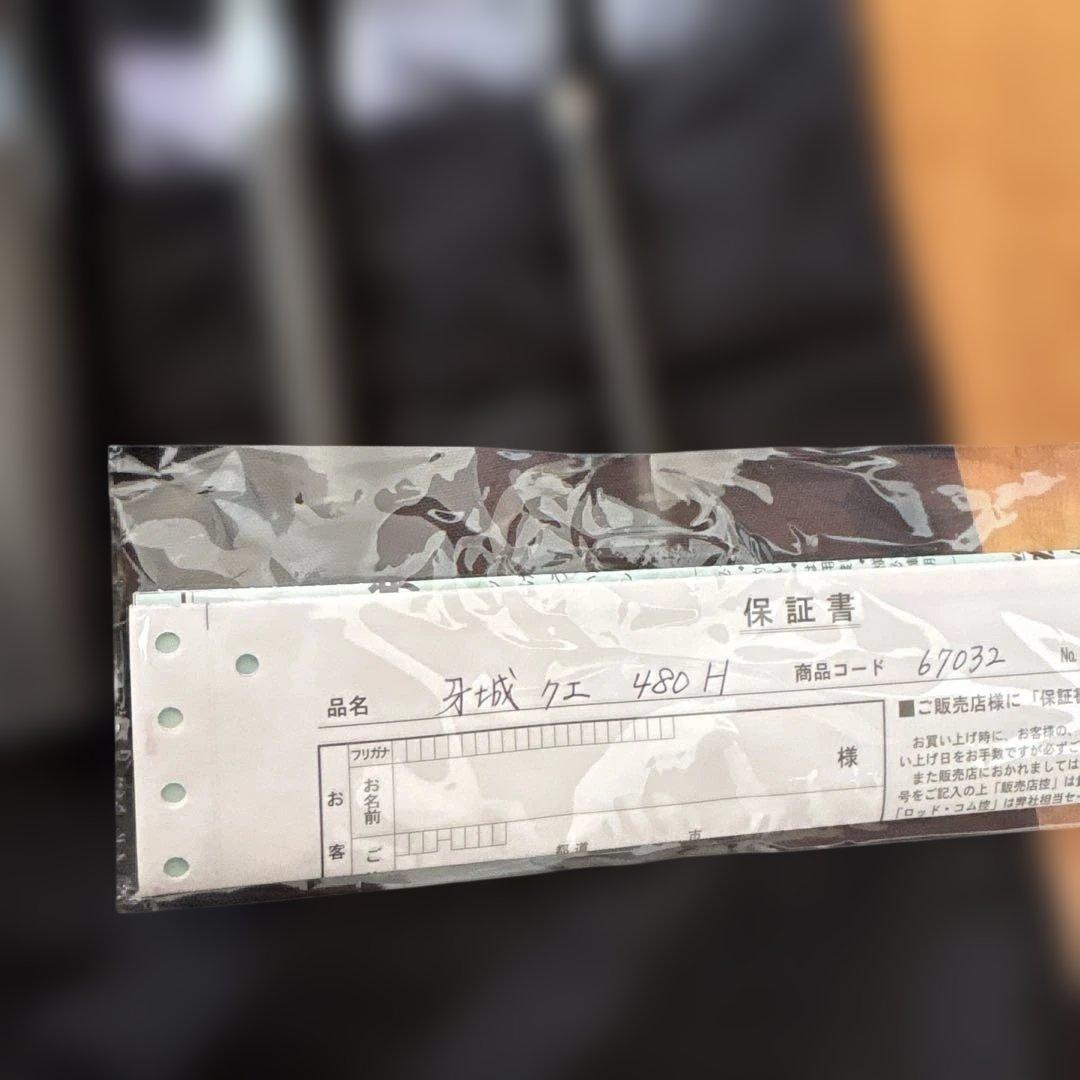 保証書
品名 牙城 クエ 480H 商品コード 67032 №
フリガナ
お名前
様
お客
ご
都道
市
■ご販売店様に「保証
お買い上げ時に、お客様の、
い上げ日をお手数ですが必ずご
また販売店におかれましては
号をご記入の上「販売店控」は
「ロッド・コム控」は弊社担当セ